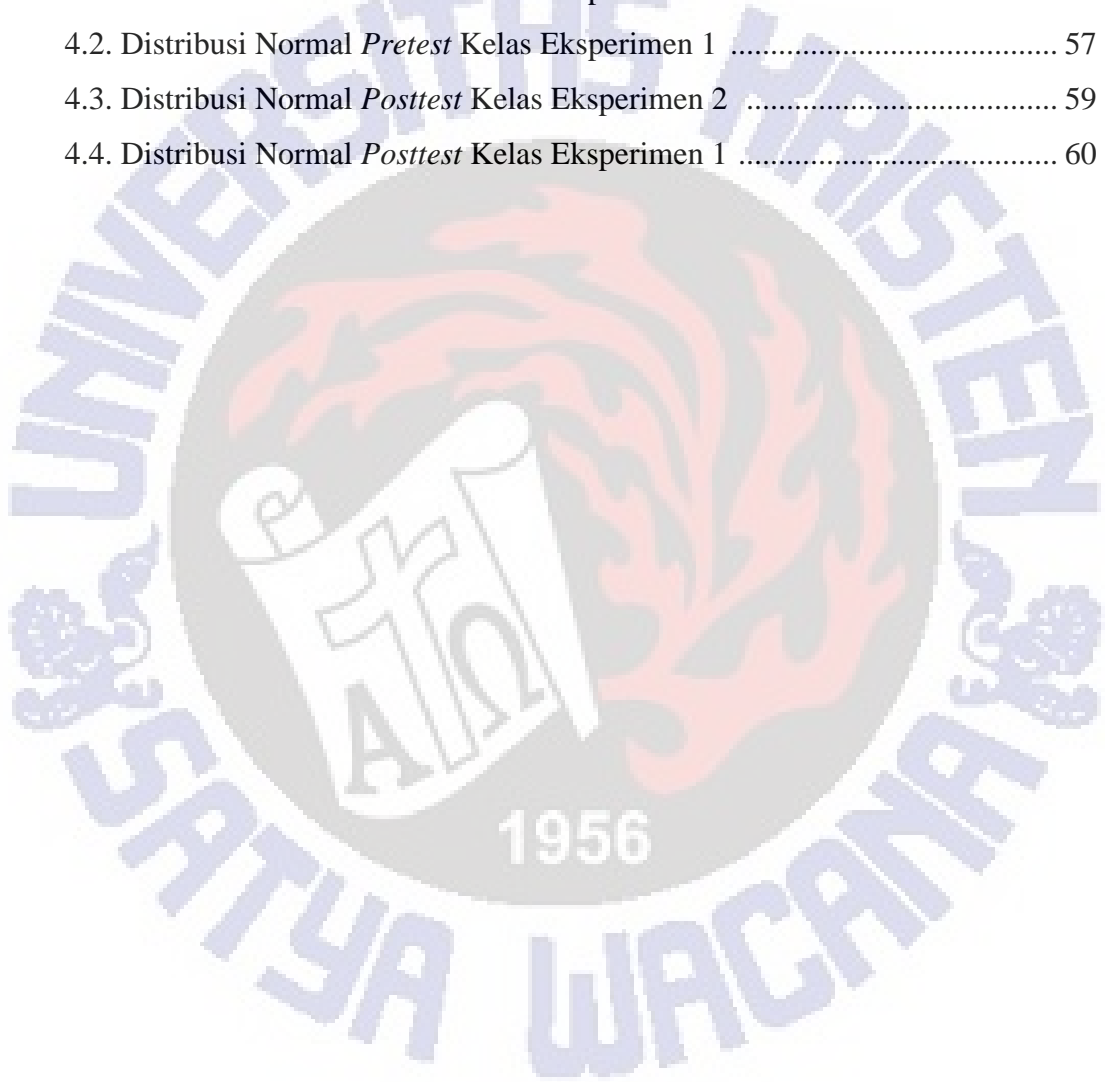 4.2. Distribusi Normal Pretest Kelas Eksperimen 1 ..................................... 57
4.3. Distribusi Normal Posttest Kelas Eksperimen 2 ................................... 59
4.4. Distribusi Normal Posttest Kelas Eksperimen 1 .................................... 60
UNIVERSITAS KRISTEN
ΑΩ
1956
SATYA WACANA